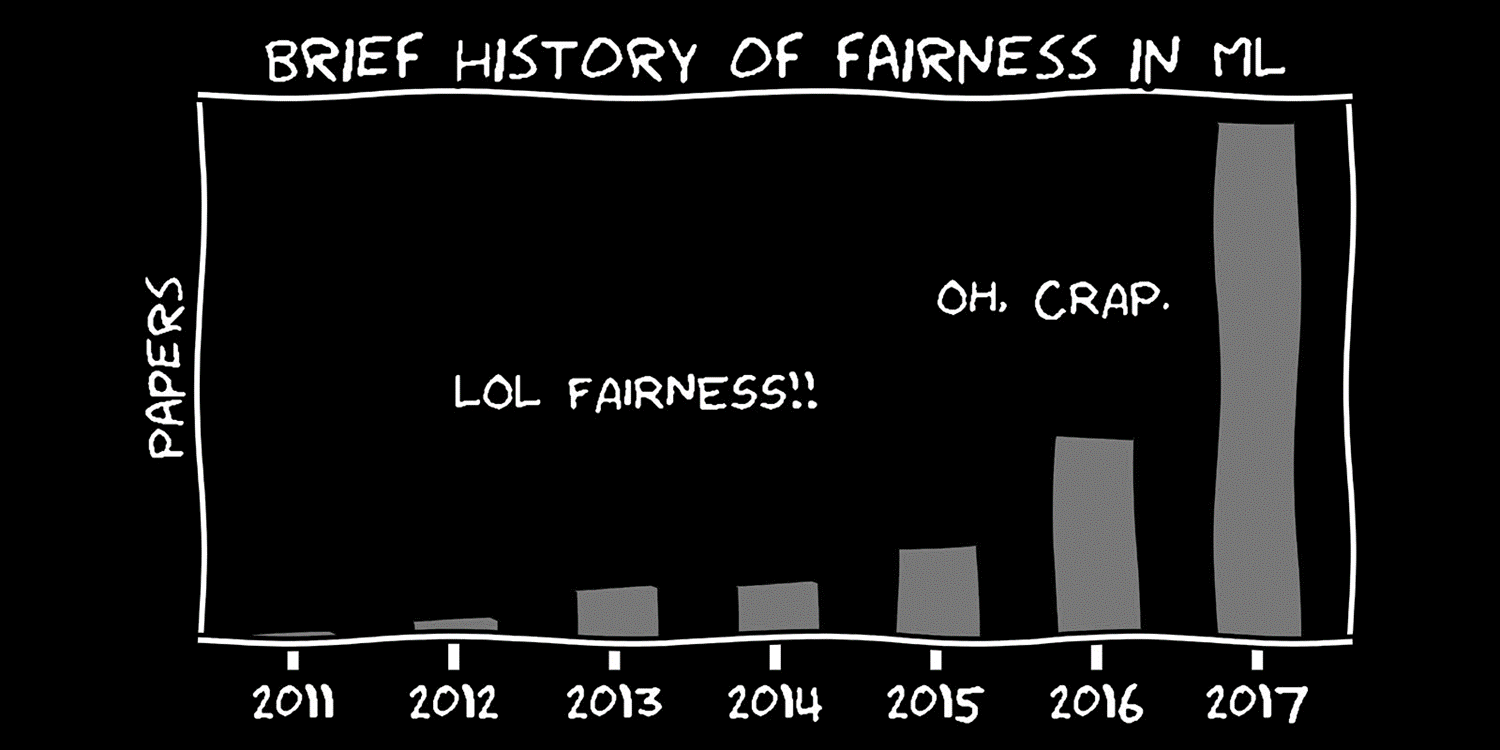 BRIEF HISTORY OF FAIRNESS IN ML
PAPERS
OH, CRAP.
LOL FAIRNESS!!
2011 2012 2013 2014 2015 2016 2017